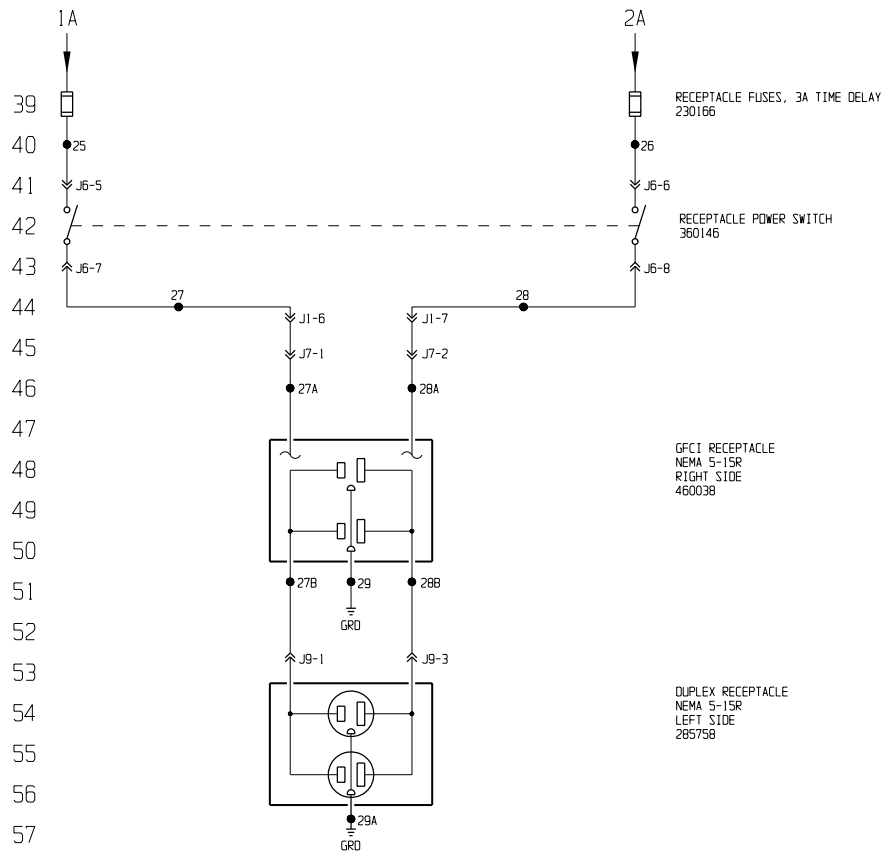 1A
2A
39
RECEPTACLE FUSES, 3A TIME DELAY
230166
40
25
26
41
J6-5
J6-6
42
RECEPTACLE POWER SWITCH
360146
43
J6-7
J6-8
44
27
28
J1-6
J1-7
45
J7-1
J7-2
46
27A
28A
47
48
GFCI RECEPTACLE
NEMA 5-15R
RIGHT SIDE
460038
49
50
51
27B
29
28B
52
GRD
53
J9-1
J9-3
54
DUPLEX RECEPTACLE
NEMA 5-15R
LEFT SIDE
285758
55
56
57
29A
GRD